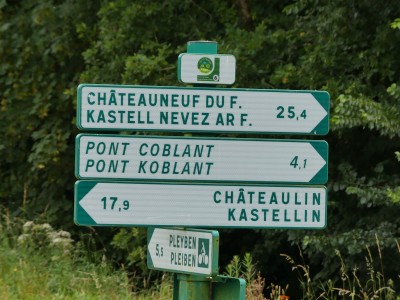 CHÂTEAUNEUF DU F.
KASTELL NEVEZ AR F.
25,4
PONT COBLANT
PONT KOBLANT
4,1
17,9
CHÂTEAULIN
KASTELLIN
PLEYBEN
PLEIBEN
5,5